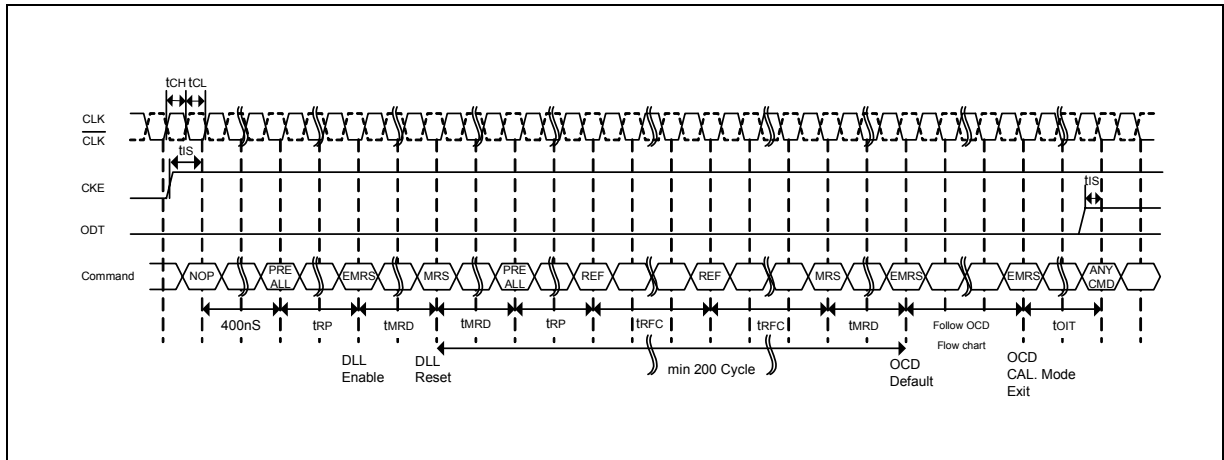 tCH tCL
CLK
CLK
tIS
CKE
tIS
ODT
Command NOP PRE ALL EMRS MRS PRE ALL REF REF MRS EMRS EMRS ANY CMD
400nS tRP tMRD tMRD tRP tRFC tRFC tMRD Follow OCD Flow chart tOIT
DLL Enable
DLL Reset
min 200 Cycle
OCD Default
OCD CAL. Mode Exit